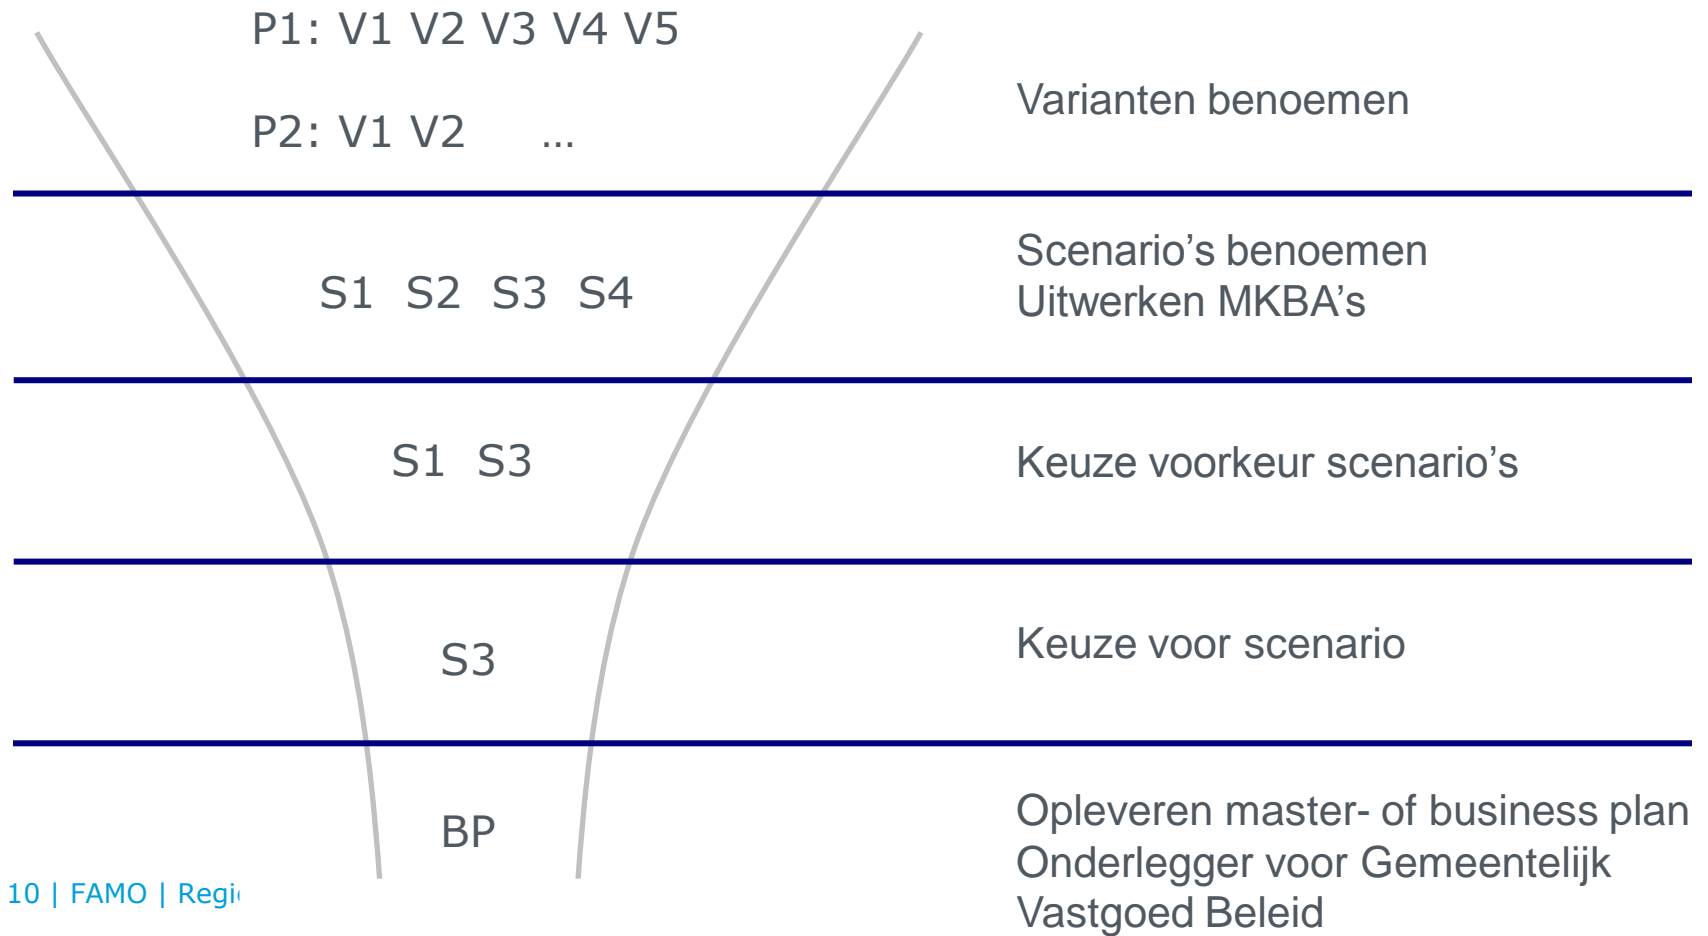 P1: V1 V2 V3 V4 V5
P2: V1 V2 ...
Varianten benoemen
S1 S2 S3 S4
Scenario’s benoemen
Uitwerken MKBA’s
S1 S3
Keuze voorkeur scenario’s
S3
Keuze voor scenario
BP
Opleveren master- of business plan
Onderlegger voor Gemeentelijk
Vastgoed Beleid
10 | FAMO |